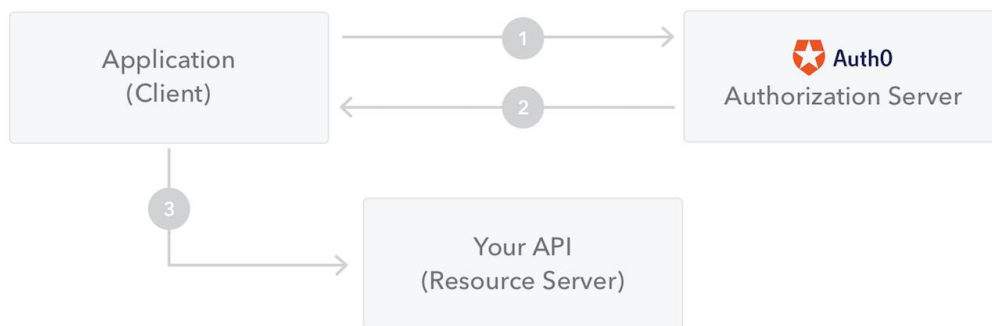 Application
(Client)
1
Auth0
Authorization Server
2
3
Your API
(Resource Server)